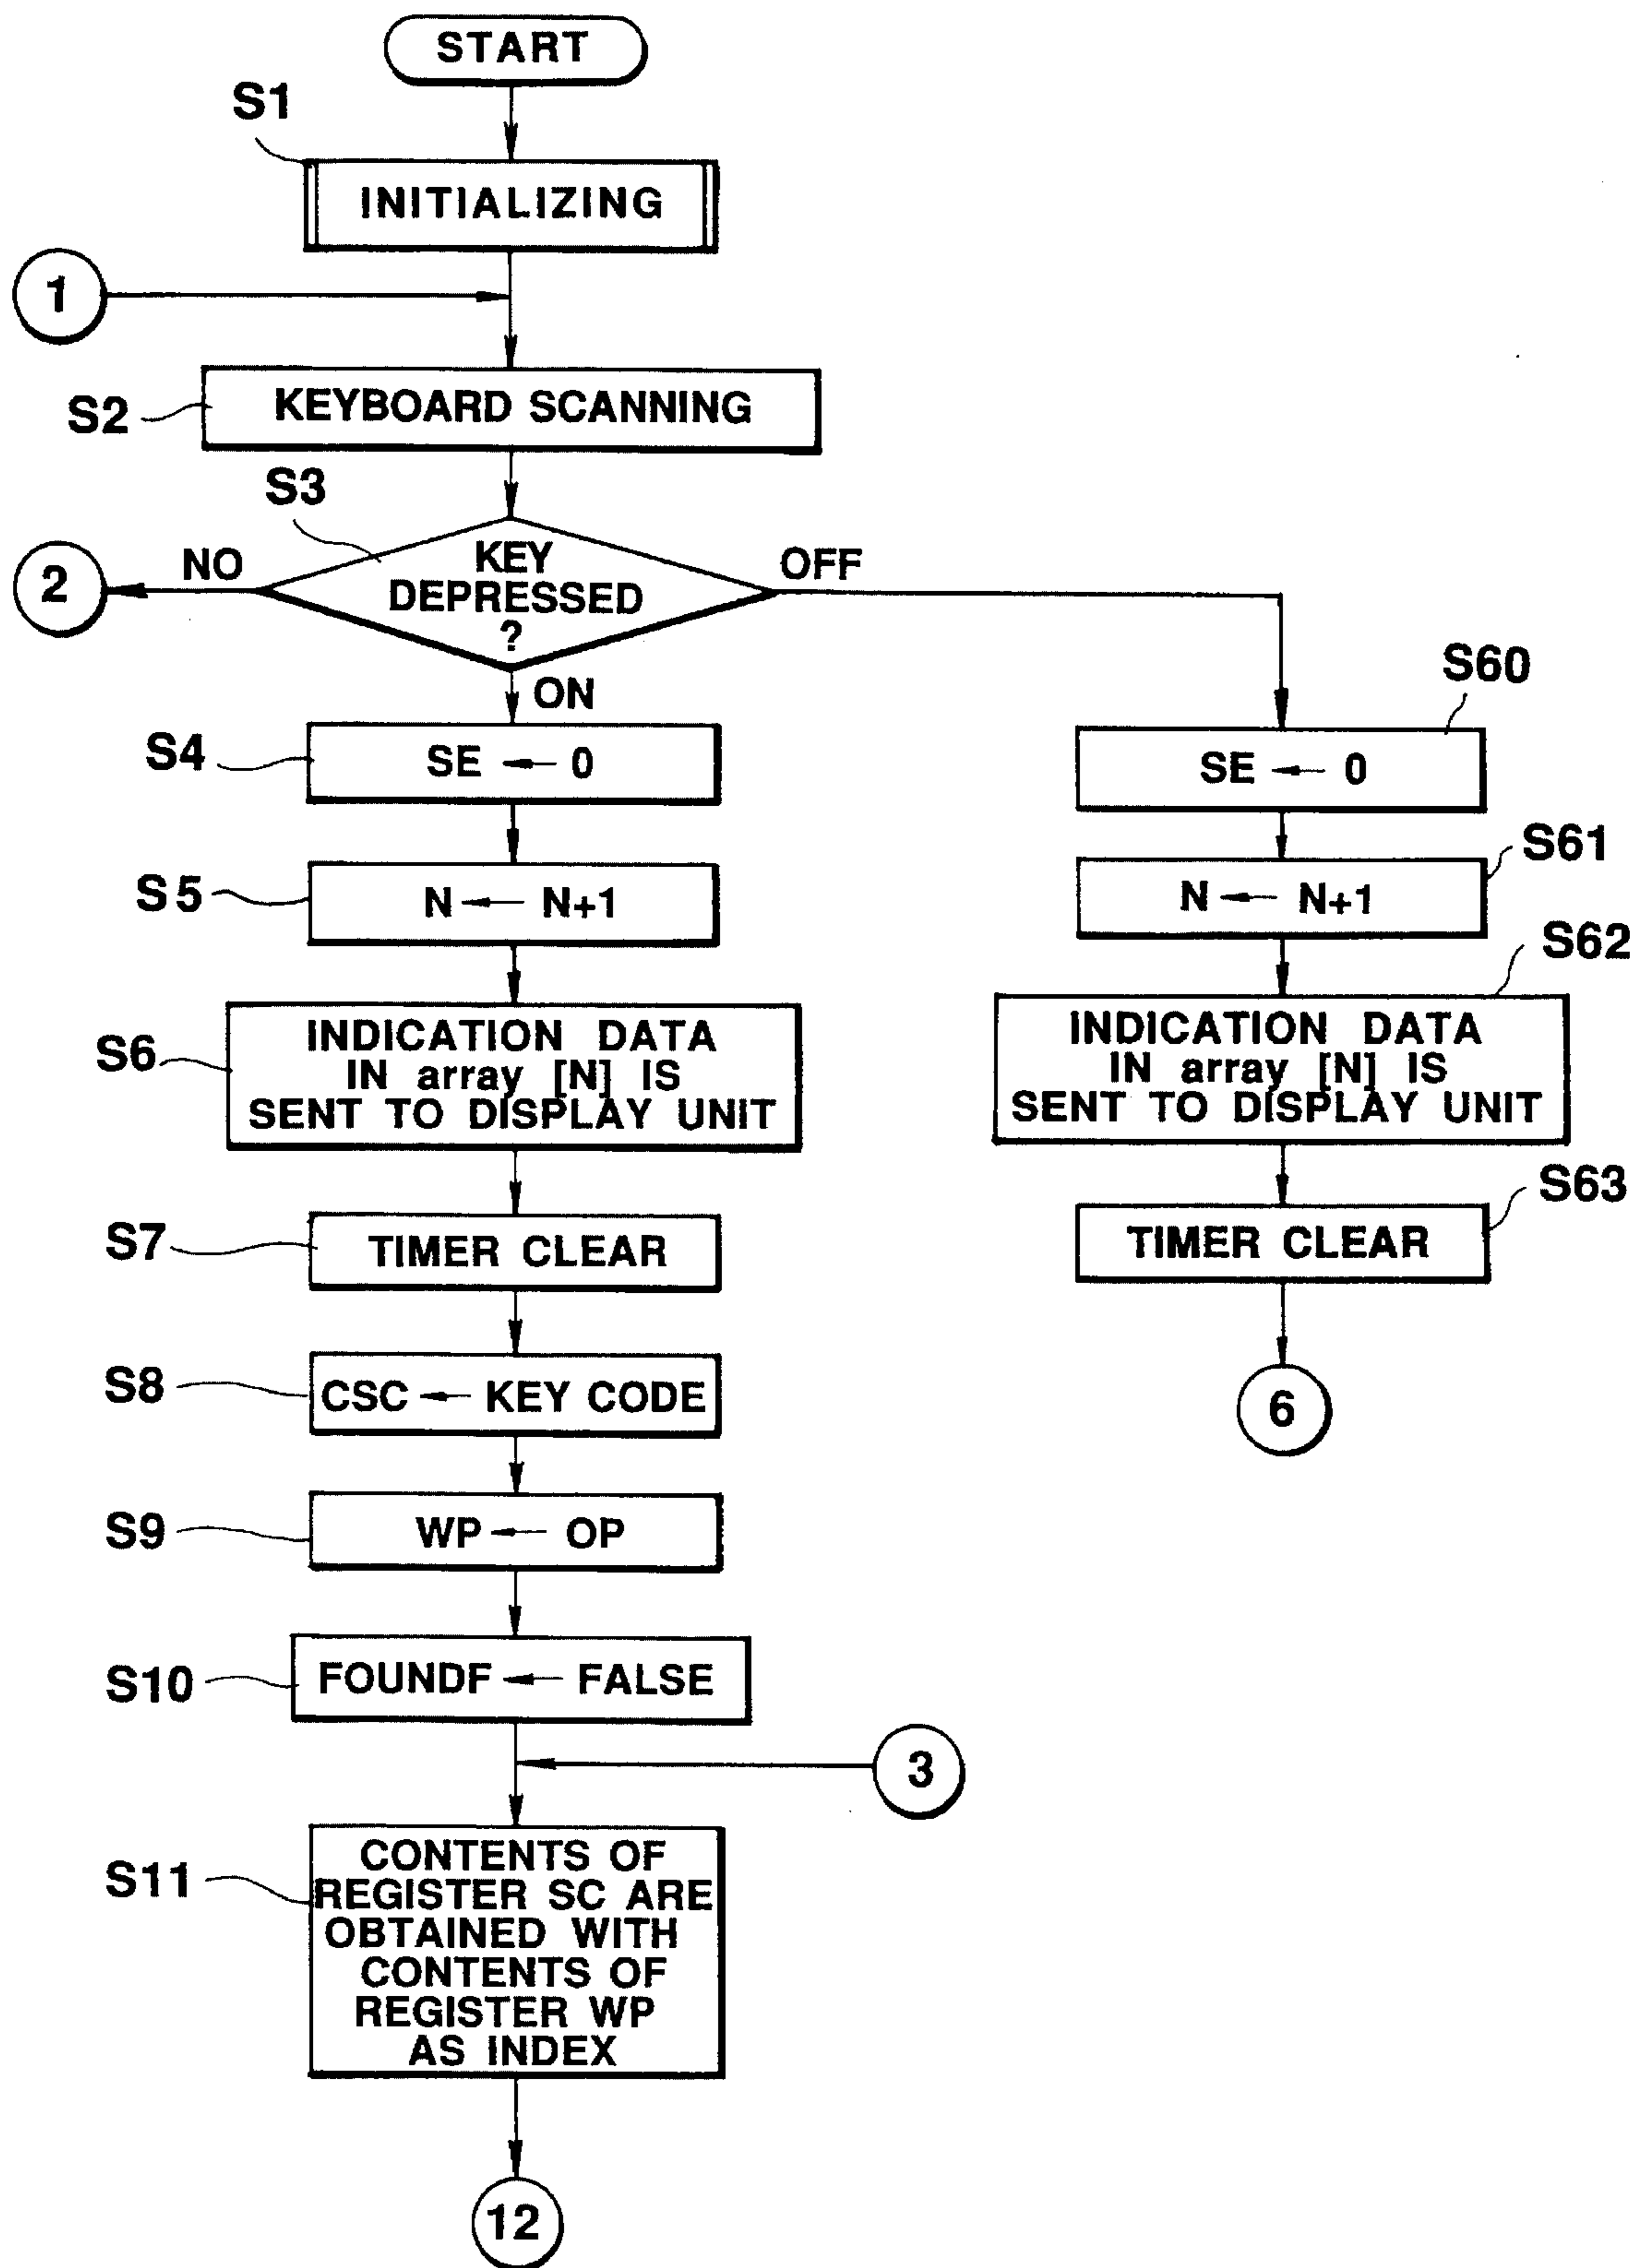 START
S1
INITIALIZING
1
S2
KEYBOARD SCANNING
S3
2
NO
KEY
DEPRESSED
?
OFF
ON
S4
SE ← 0
S5
N ← N+1
S6
INDICATION DATA
IN array [N] IS
SENT TO DISPLAY UNIT
S7
TIMER CLEAR
S8
CSC ← KEY CODE
S9
WP ← OP
S10
FOUNDF ← FALSE
3
S11
CONTENTS OF
REGISTER SC ARE
OBTAINED WITH
CONTENTS OF
REGISTER WP
AS INDEX
12
S60
SE ← 0
S61
N ← N+1
S62
INDICATION DATA
IN array [N] IS
SENT TO DISPLAY UNIT
S63
TIMER CLEAR
6